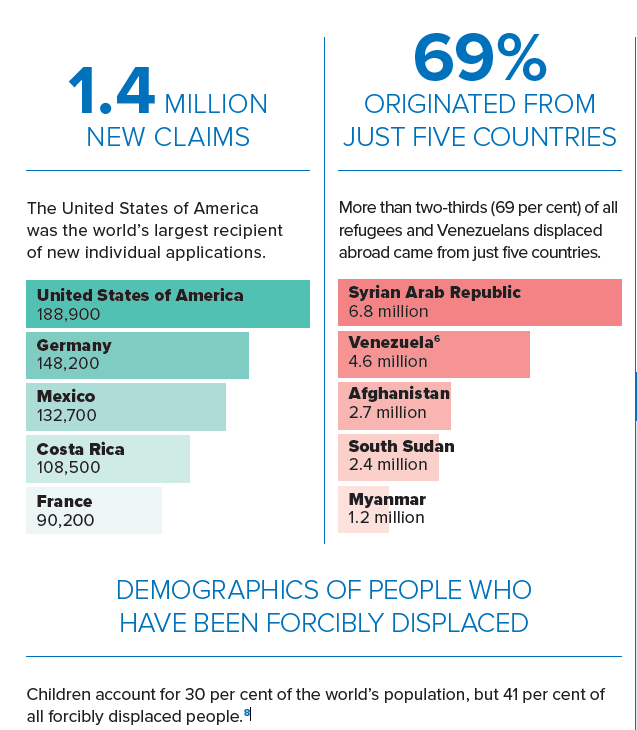 1.4 MILLION
NEW CLAIMS
The United States of America
was the world's largest recipient
of new individual applications.
United States of America
188,900
Germany
148,200
Mexico
132,700
Costa Rica
108,500
France
90,200
69%
ORIGINATED FROM
JUST FIVE COUNTRIES
More than two-thirds (69 per cent) of all
refugees and Venezuelans displaced
abroad came from just five countries.
Syrian Arab Republic
6.8 million
Venezuela⁶
4.6 million
Afghanistan
2.7 million
South Sudan
2.4 million
Myanmar
1.2 million
DEMOGRAPHICS OF PEOPLE WHO
HAVE BEEN FORCIBLY DISPLACED
Children account for 30 per cent of the world's population, but 41 per cent of
all forcibly displaced people.⁸